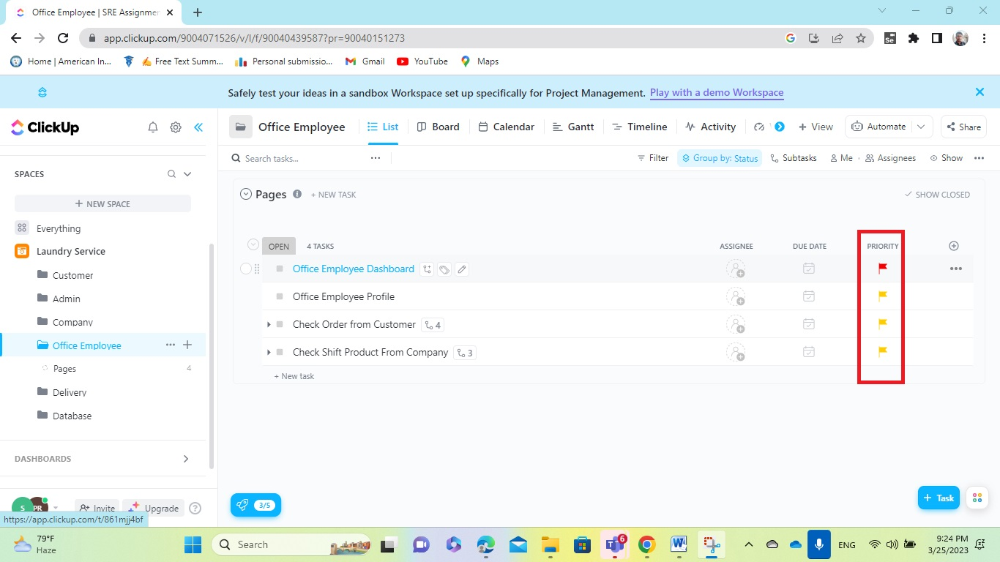 Office Employee | SRE Assignmen
app.clickup.com/9004071526/v/l/f/90040439587?pr=90040151273
Home | American In...
Free Text Summ...
Personal submissio...
Gmail
YouTube
Maps
Se
Safely test your ideas in a sandbox Workspace set up specifically for Project Management. Play with a demo Workspace
ClickUp
Office Employee
List
Board
Calendar
Gantt
Timeline
Activity
+ View
Automate
Share
Search tasks...
Filter
Group by: Status
Subtasks
Me
Assignees
Show
SPACES
+ NEW SPACE
Everything
Laundry Service
Customer
Admin
Company
Office Employee
Pages 4
Delivery
Database
DASHBOARDS
S PR
Invite
Upgrade
?
https://app.clickup.com/t/861mjj4bf
Pages
+ NEW TASK
SHOW CLOSED
OPEN 4 TASKS ASSIGNEE DUE DATE PRIORITY
Office Employee Dashboard
Office Employee Profile
Check Order from Customer 4
Check Shift Product From Company 3
+ New task
3/5
+ Task
79°F
Haze
Search
6
ENG
9:24 PM
3/25/2023